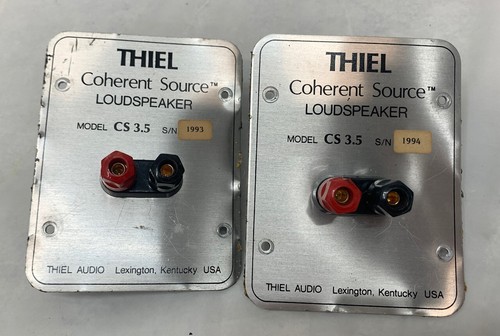 THIEL
Coherent Source™
LOUDSPEAKER
MODEL CS 3.5 S/N 1993
THIEL AUDIO Lexington, Kentucky USA
THIEL
Coherent Source™
LOUDSPEAKER
MODEL CS 3.5 S/N 1994
THIEL AUDIO Lexington, Kentucky USA